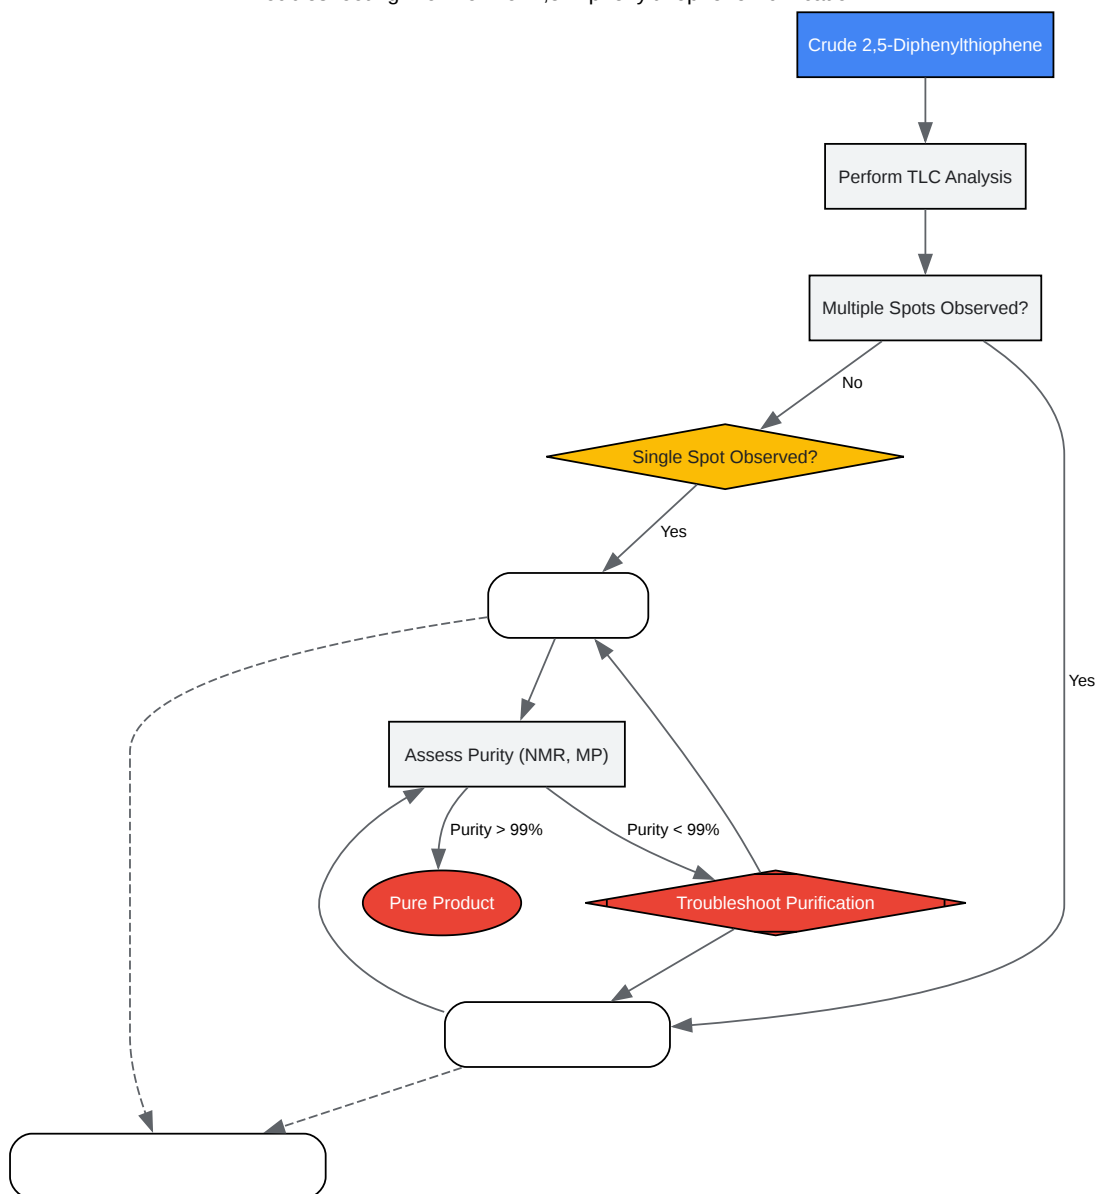 Crude 2,5-Diphenylthiophene
Perform TLC Analysis
Multiple Spots Observed?
No
Single Spot Observed?
Yes
Yes
Assess Purity (NMR, MP)
Purity > 99%
Purity < 99%
Pure Product
Troubleshoot Purification